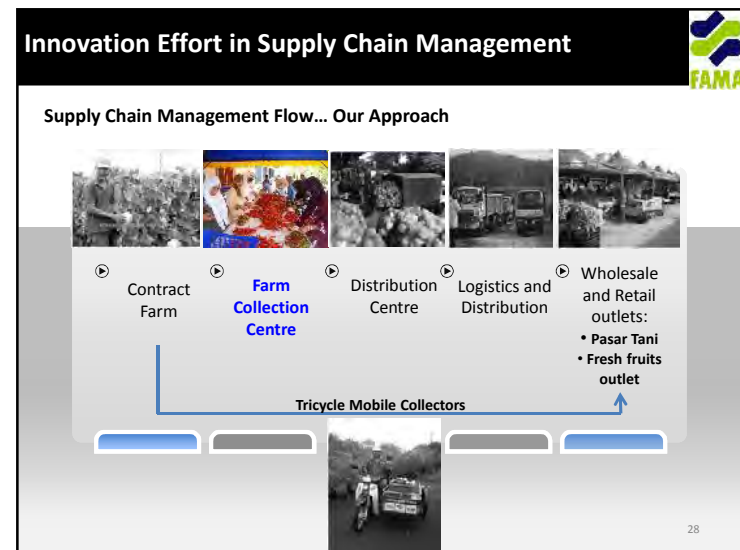 Innovation Effort in Supply Chain Management
FAMA
Supply Chain Management Flow... Our Approach
Contract
Farm
Farm
Collection
Centre
Distribution
Centre
Logistics and
Distribution
Wholesale
and Retail
outlets:
• Pasar Tani
• Fresh fruits
outlet
Tricycle Mobile Collectors
28